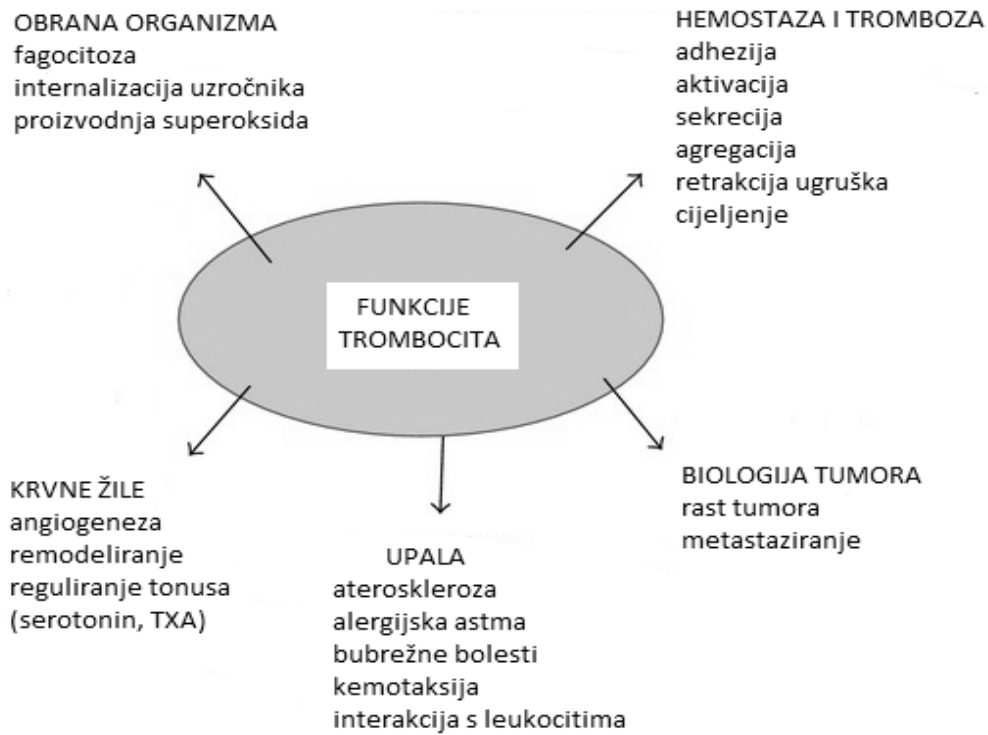 OBRANA ORGANIZMA
fagocitoza
internalizacija uzročnika
proizvodnja superoksida
HEMOSTAZA I TROMBOZA
adhezija
aktivacija
sekrecija
agregacija
retrakcija ugruška
cijeljenje
FUNKCIJE
TROMBOCITA
KRVNE ŽILE
angiogeneza
remodeliranje
reguliranje tonusa
(serotonin, TXA)
UPALA
ateroskleroza
alergijska astma
bubrežne bolesti
kemotaksija
interakcija s leukocitima
BIOLOGIJA TUMORA
rast tumora
metastaziranje